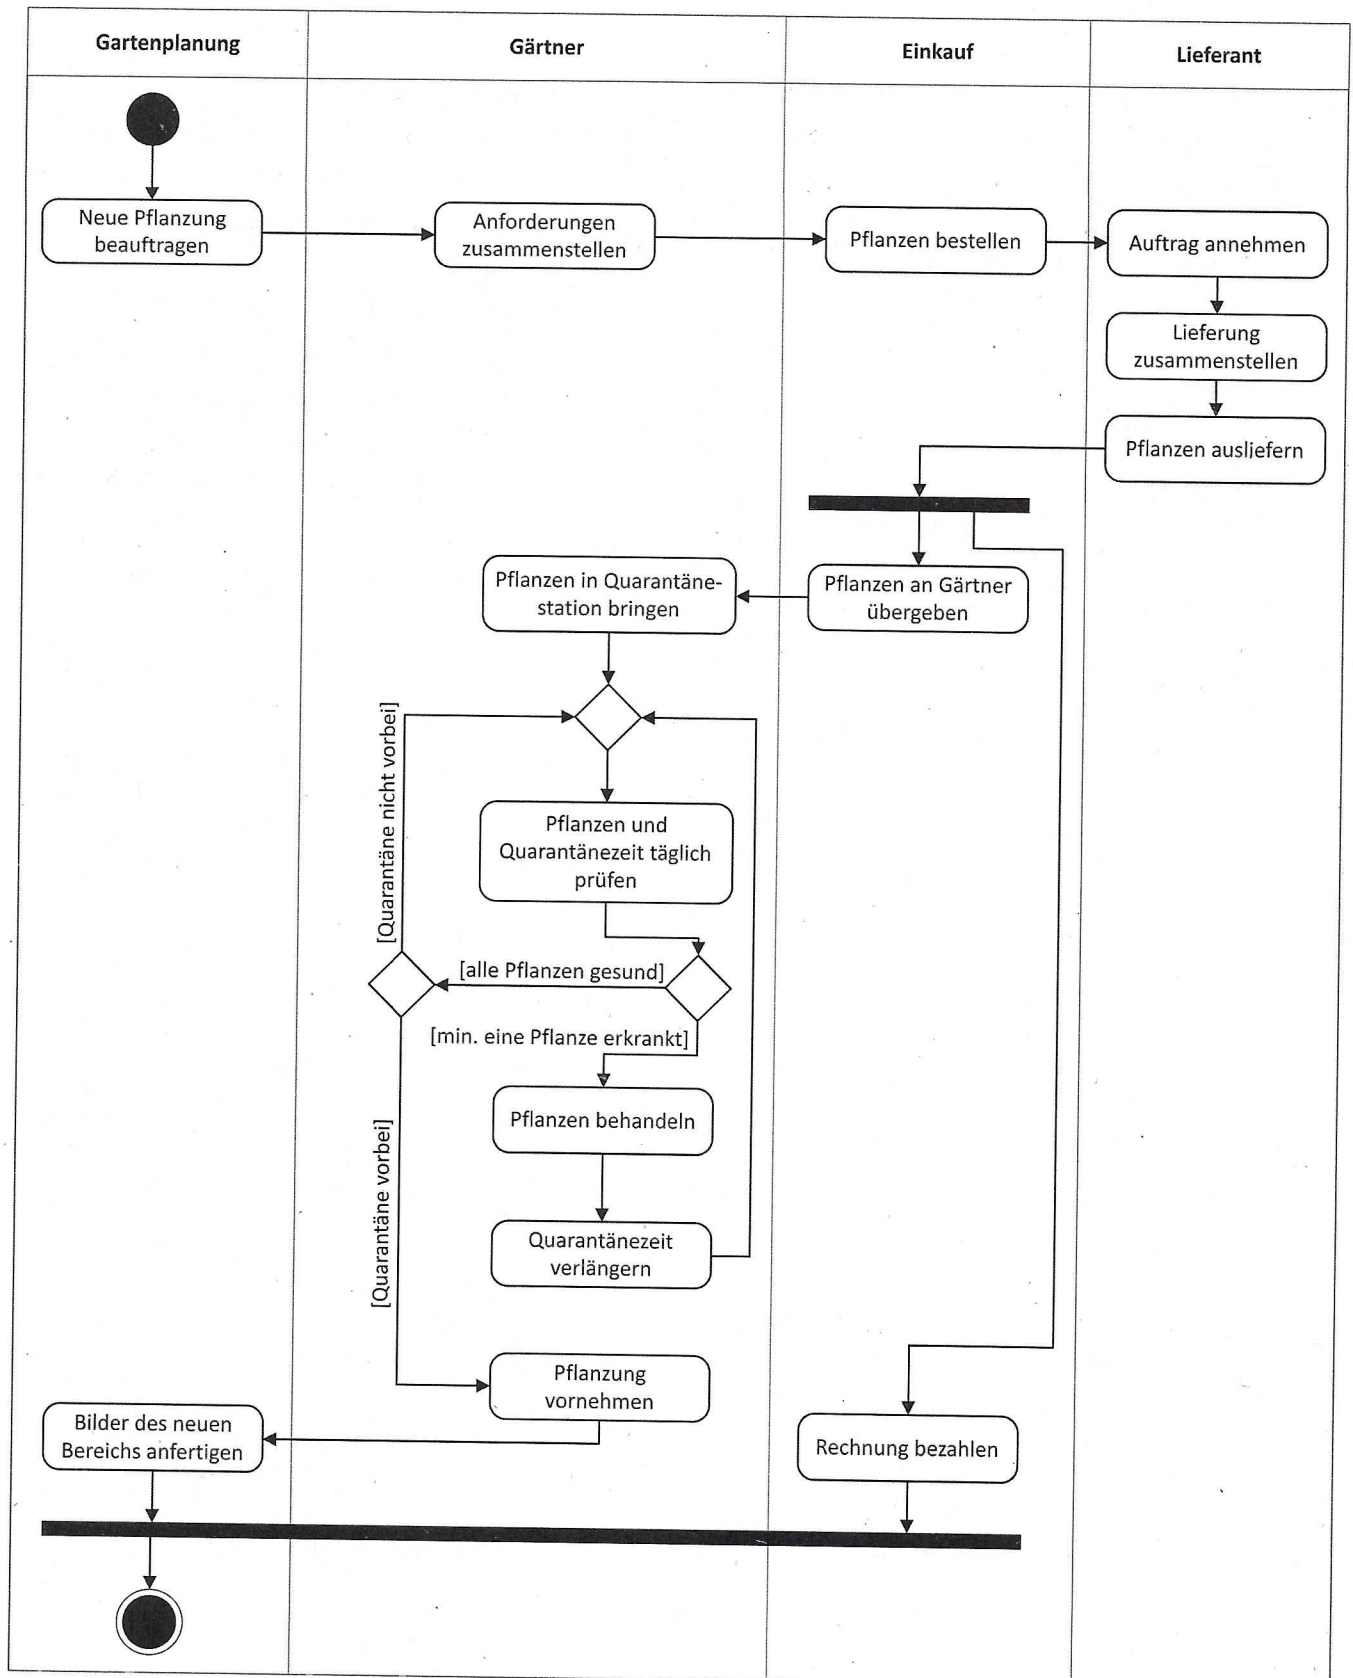 Gartenplanung
Gärtner
Einkauf
Lieferant
Neue Pflanzung
beauftragen
Anforderungen
zusammenstellen
Pflanzen bestellen
Auftrag annehmen
Lieferung
zusammenstellen
Pflanzen ausliefern
Pflanzen in Quarantäne-
station bringen
Pflanzen an Gärtner
übergeben
[Quarantäne nicht vorbei]
Pflanzen und
Quarantänezeit täglich
prüfen
[alle Pflanzen gesund]
[min. eine Pflanze erkrankt]
Pflanzen behandeln
[Quarantäne vorbei]
Quarantänezeit
verlängern
Pflanzung
vornehmen
Bilder des neuen
Bereichs anfertigen
Rechnung bezahlen